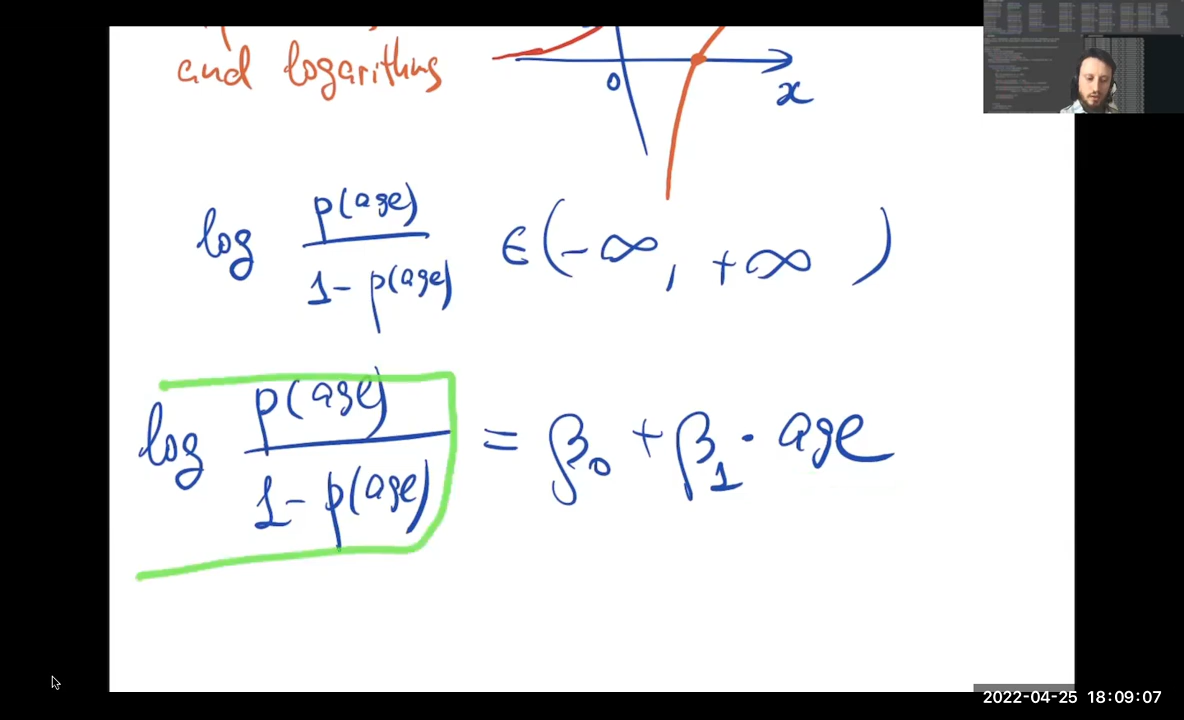 and logarithms
0
x
log p(age) / 1 - p(age) ∈ (-∞, +∞)
log p(age) / 1 - p(age) = β₀ + β₁ · age
2022-04-25 18:09:07